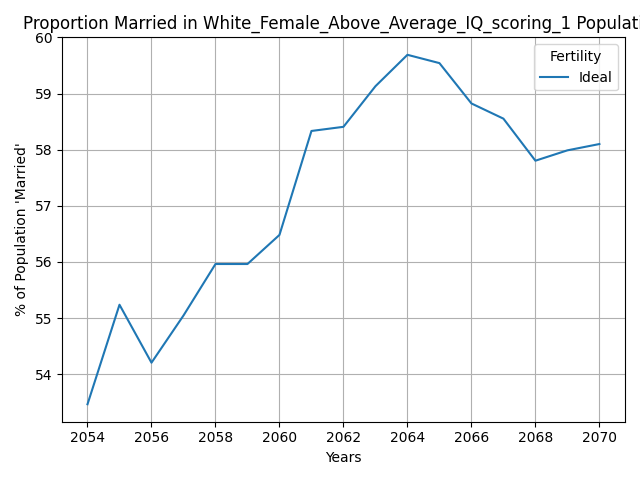 Proportion Married in White_Female_Above_Average_IQ_scoring_1 Populati
60
59
58
57
56
55
54
% of Population 'Married'
Fertility
Ideal
2054 2056 2058 2060 2062 2064 2066 2068 2070
Years